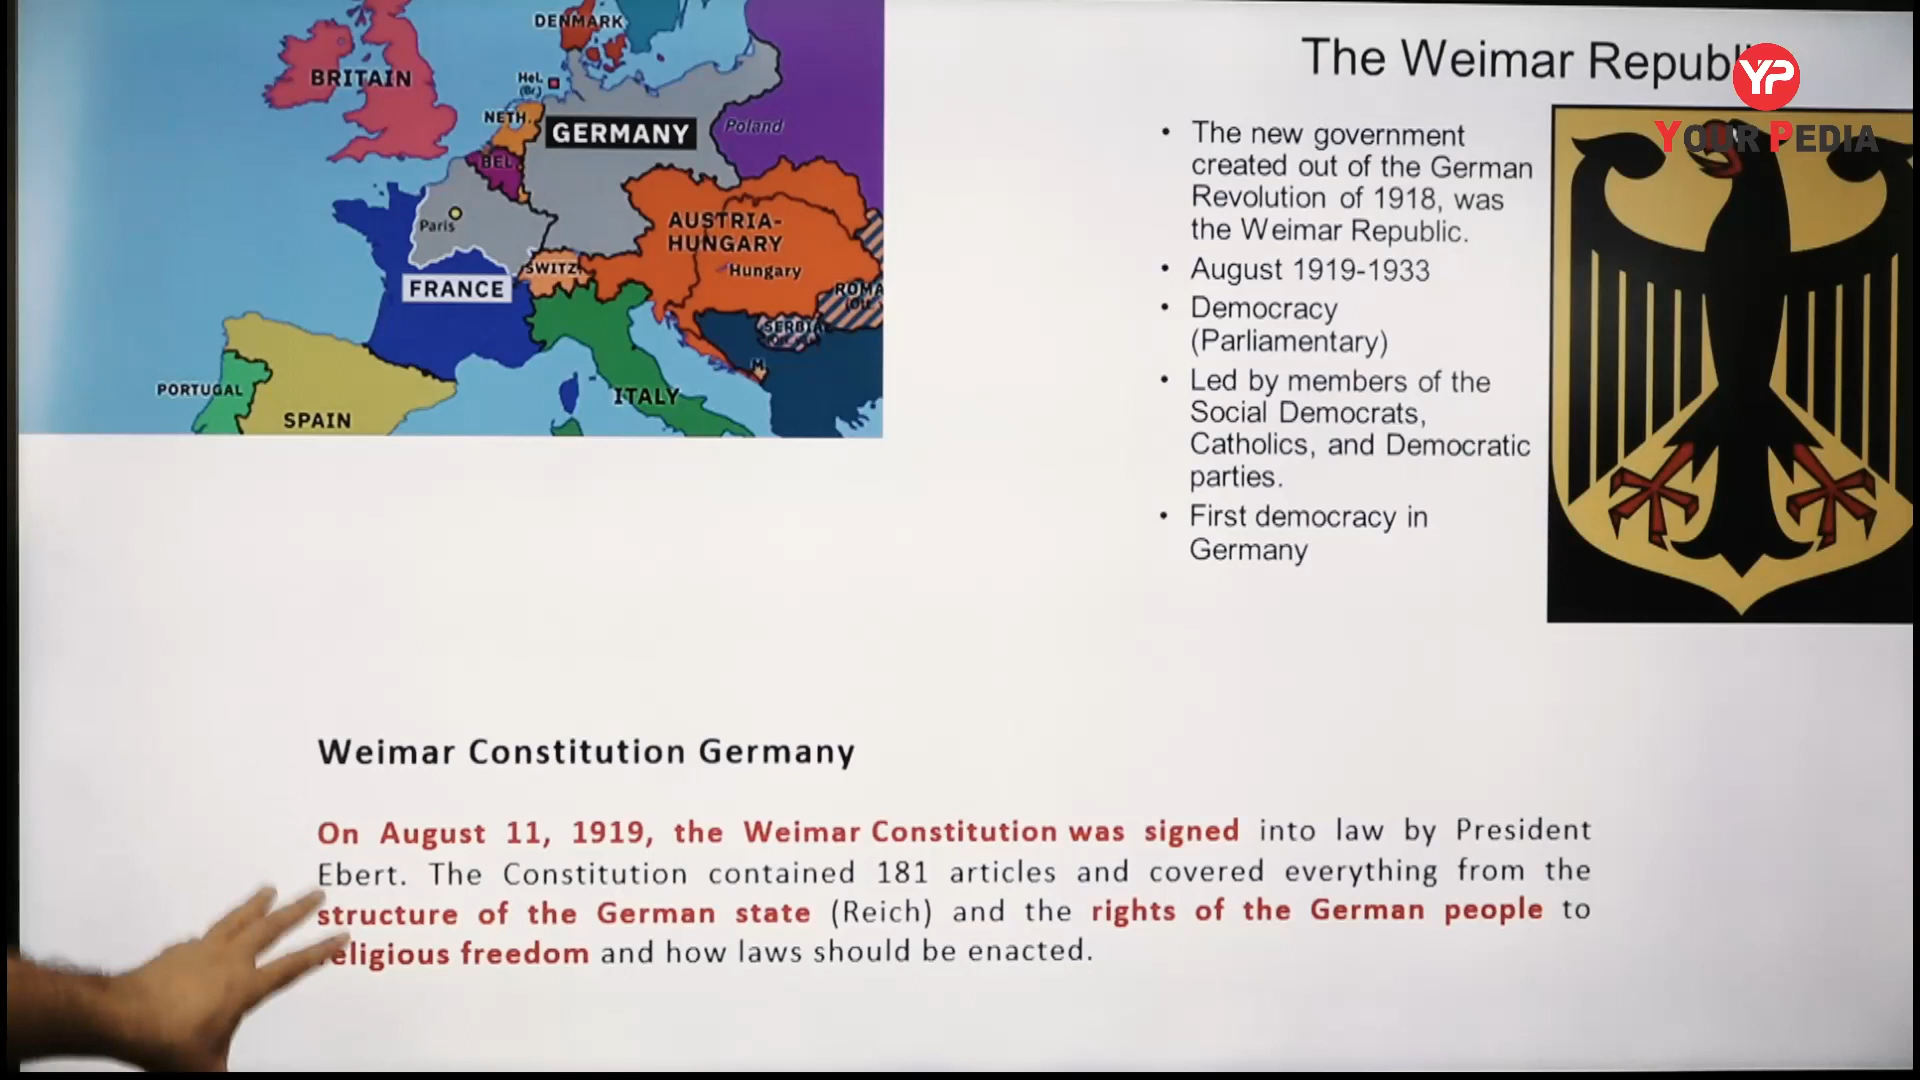 DENMARK
BRITAIN
Hel.
(Br.)
NETH.
GERMANY
Poland
BEL.
Paris
AUSTRIA-
HUNGARY
SWITZ.
Hungary
FRANCE
ROMA
SERBIA
M.
PORTUGAL
ITALY
SPAIN
The Weimar Republi
YP
YOUR PEDIA
• The new government
created out of the German
Revolution of 1918, was
the Weimar Republic.
• August 1919-1933
• Democracy
(Parliamentary)
• Led by members of the
Social Democrats,
Catholics, and Democratic
parties.
• First democracy in
Germany
Weimar Constitution Germany
On August 11, 1919, the Weimar Constitution was signed into law by President
Ebert. The Constitution contained 181 articles and covered everything from the
structure of the German state (Reich) and the rights of the German people to
religious freedom and how laws should be enacted.